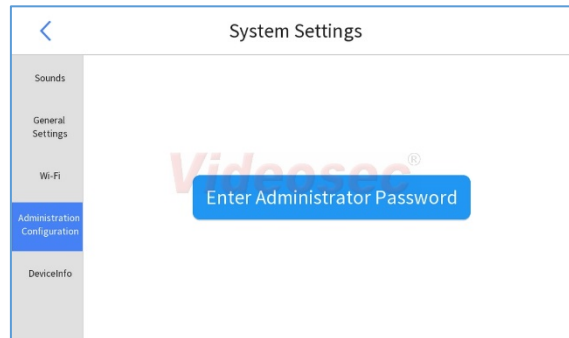 System Settings
Sounds
General
Settings
Wi-Fi
Videosec®
Enter Administrator Password
Administration
Configuration
DeviceInfo